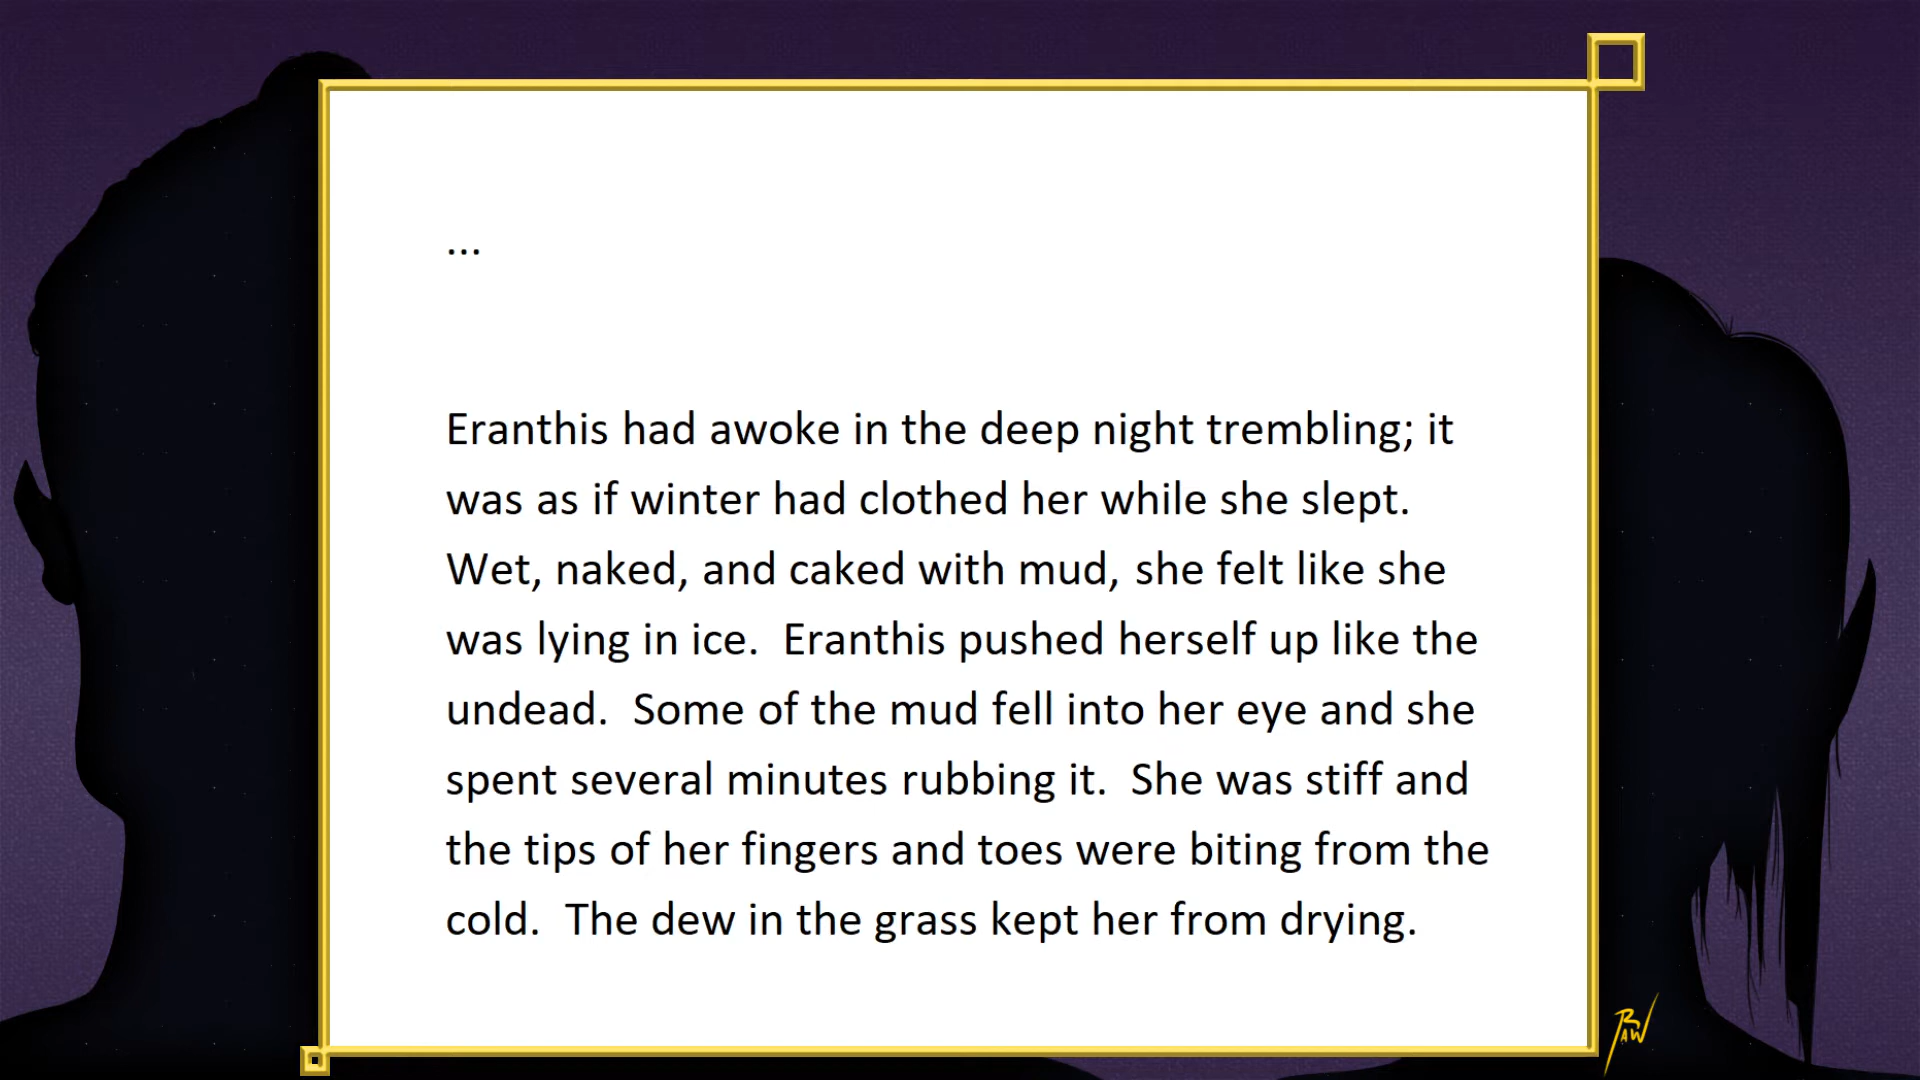 ...
Eranthis had awoke in the deep night trembling; it
was as if winter had clothed her while she slept.
Wet, naked, and caked with mud, she felt like she
was lying in ice.  Eranthis pushed herself up like the
undead.  Some of the mud fell into her eye and she
spent several minutes rubbing it.  She was stiff and
the tips of her fingers and toes were biting from the
cold.  The dew in the grass kept her from drying.
RAW